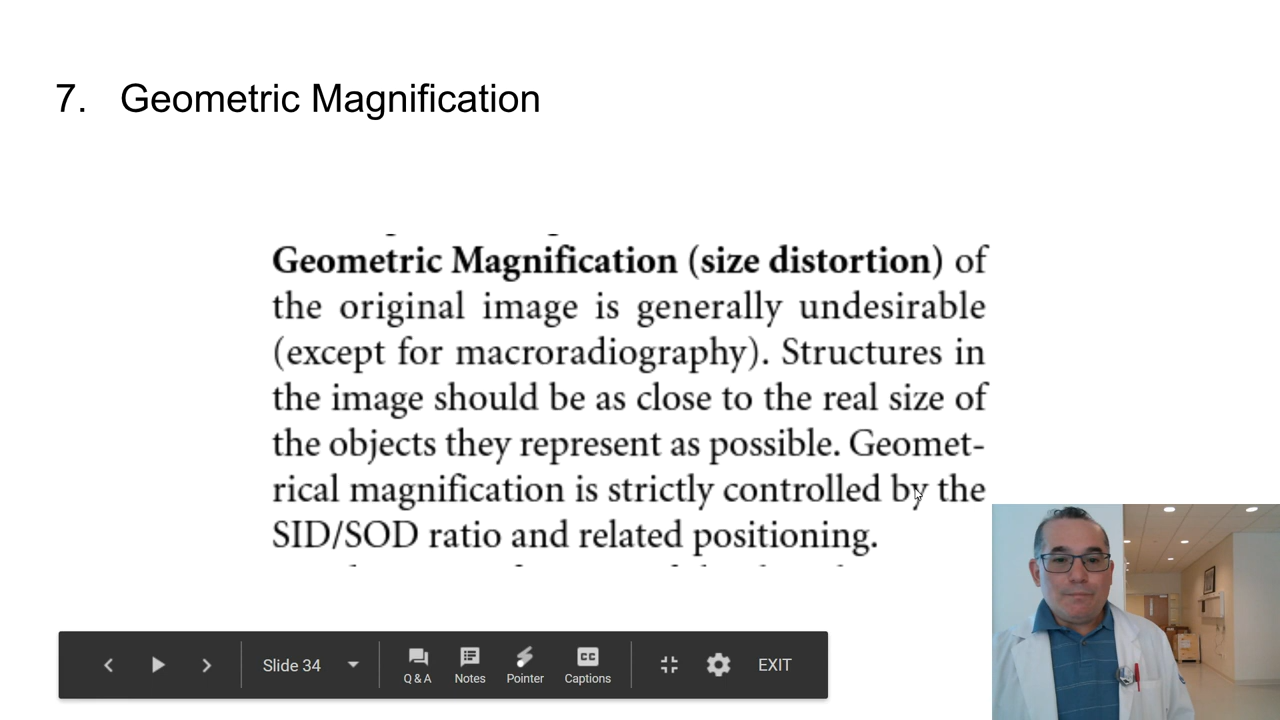 7. Geometric Magnification
Geometric Magnification (size distortion) of
the original image is generally undesirable
(except for macroradiography). Structures in
the image should be as close to the real size of
the objects they represent as possible. Geomet-
rical magnification is strictly controlled by the
SID/SOD ratio and related positioning.
Slide 34
Q & A
Notes
Pointer
CC
Captions
EXIT